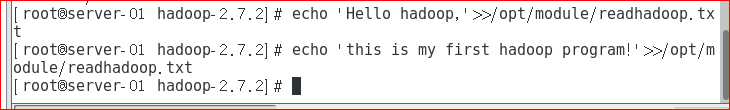 [root@server-01 hadoop-2.7.2]# echo 'Hello hadoop,'>>/opt/module/readhadoop.tx
t
[root@server-01 hadoop-2.7.2]# echo 'this is my first hadoop program!'>>/opt/m
odule/readhadoop.txt
[root@server-01 hadoop-2.7.2]#